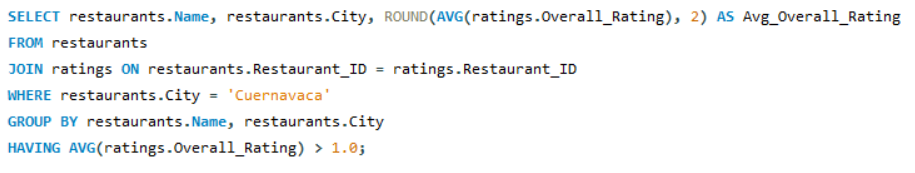 SELECT restaurants.Name, restaurants.City, ROUND(AVG(ratings.Overall_Rating), 2) AS Avg_Overall_Rating
FROM restaurants
JOIN ratings ON restaurants.Restaurant_ID = ratings.Restaurant_ID
WHERE restaurants.City = 'Cuernavaca'
GROUP BY restaurants.Name, restaurants.City
HAVING AVG(ratings.Overall_Rating) > 1.0;